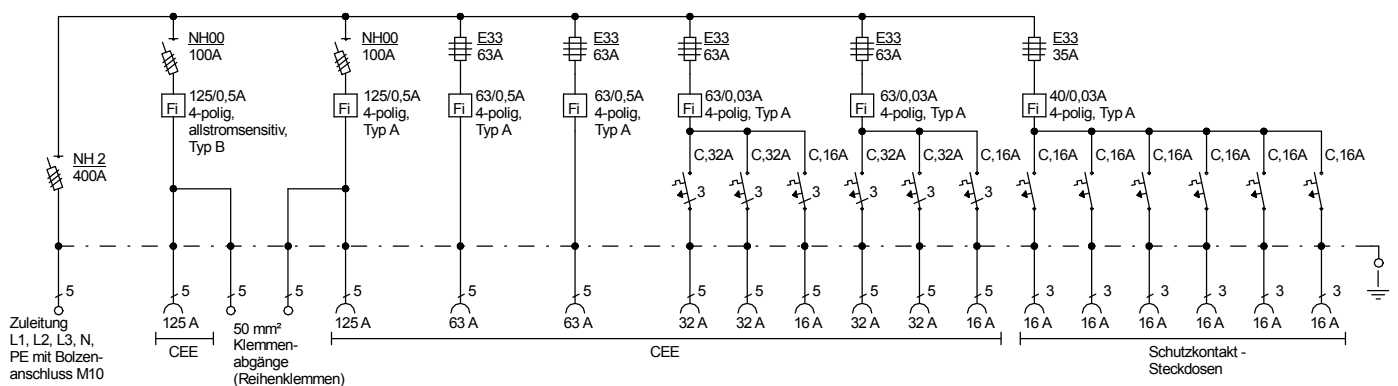 NH00
100A
NH00
100A
E33
63A
E33
63A
E33
63A
E33
63A
E33
35A
Fi
125/0,5A
4-polig,
allstromsensitiv,
Typ B
Fi
125/0,5A
4-polig,
Typ A
Fi
63/0,5A
4-polig,
Typ A
Fi
63/0,5A
4-polig,
Typ A
Fi
63/0,03A
4-polig, Typ A
Fi
63/0,03A
4-polig, Typ A
Fi
40/0,03A
4-polig, Typ A
NH 2
400A
C,32A
C,32A
C,16A
C,32A
C,32A
C,16A
C,16A
C,16A
C,16A
C,16A
C,16A
C,16A
3
3
3
3
3
3
5
5
5
5
5
5
5
5
5
5
5
5
5
3
3
3
3
3
3
Zuleitung
L1, L2, L3, N,
PE mit Bolzen-
anschluss M10
125 A
CEE
50 mm²
Klemmen-
abgänge
(Reihenklemmen)
125 A
63 A
63 A
32 A
32 A
16 A
32 A
32 A
16 A
CEE
16 A
16 A
16 A
16 A
16 A
16 A
Schutzkontakt -
Steckdosen